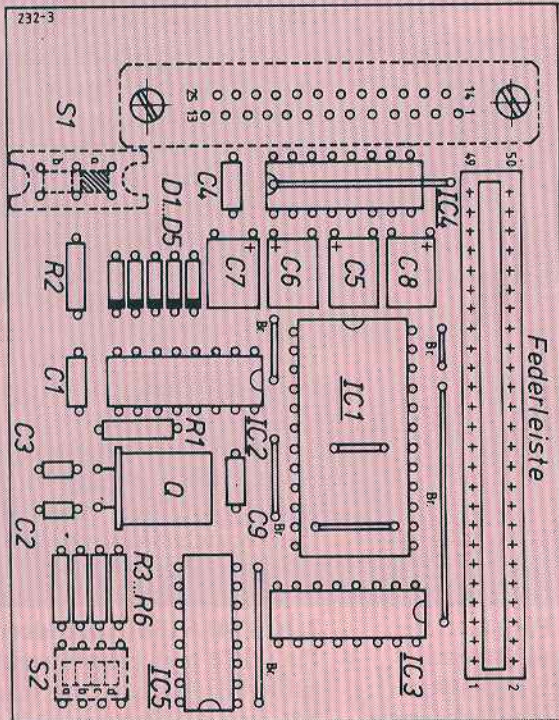 232-3
25
14
13
1
S1
b
a
C4
IC4
49
50
D1...D5
+
C7
+
C6
+
C5
+
C8
R2
Federleiste
Br.
Br.
C1
IC1
IC2
R1
Br.
C3
Q
C9
Br.
C2
R3...R6
IC5
Br.
IC3
S2
1
2